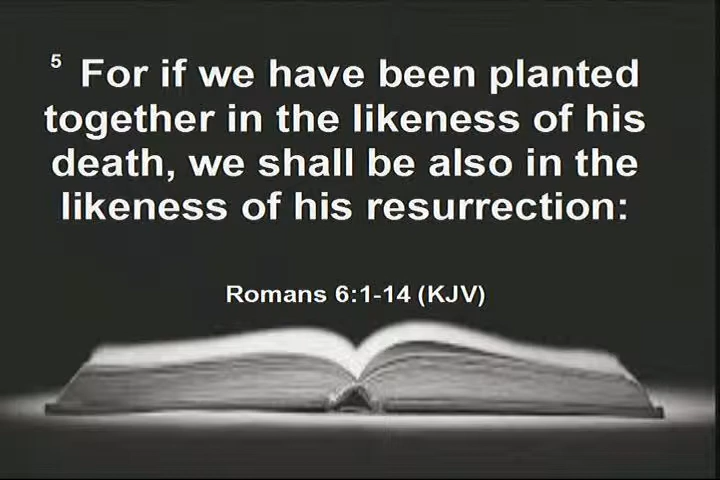 5 For if we have been planted
together in the likeness of his
death, we shall be also in the
likeness of his resurrection:
Romans 6:1-14 (KJV)